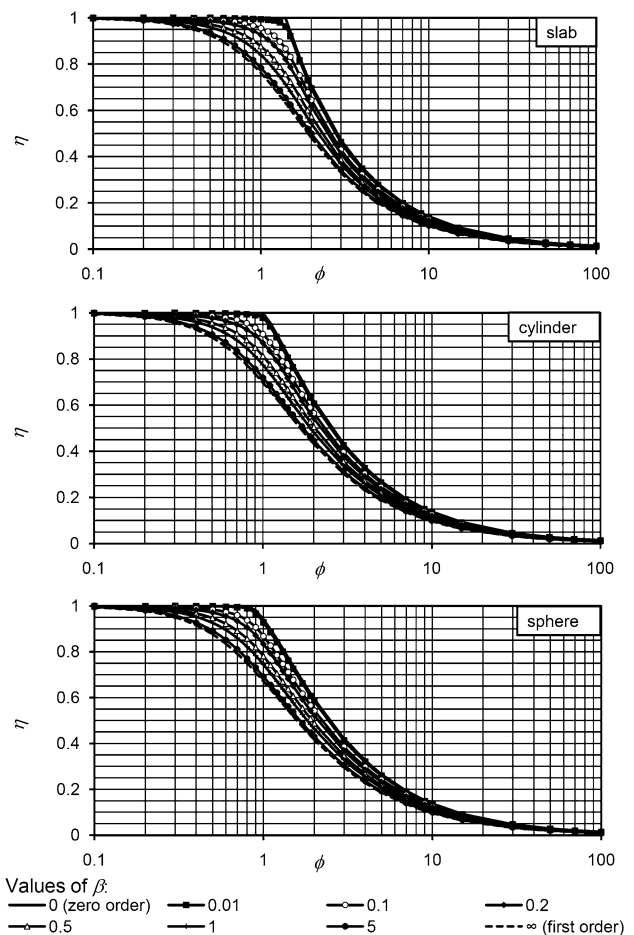 1
0.8
0.6
0.4
0.2
0
η
slab
0.1
1
ϕ
10
100
1
0.8
0.6
0.4
0.2
0
η
cylinder
0.1
1
ϕ
10
100
1
0.8
0.6
0.4
0.2
0
η
sphere
0.1
1
ϕ
10
100
Values of β:
0 (zero order) 0.01 0.1 0.2
0.5 1 5 ∞ (first order)